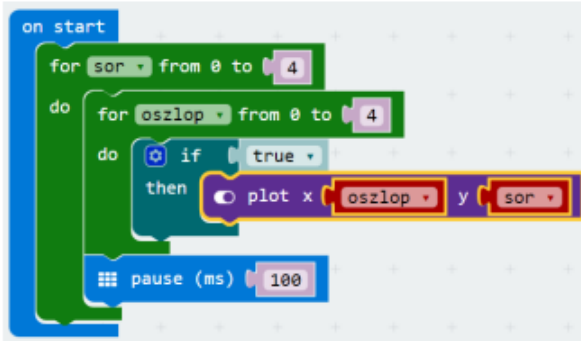 on start
for sor from 0 to 4
do for oszlop from 0 to 4
do if true
then plot x oszlop y sor
pause (ms) 100